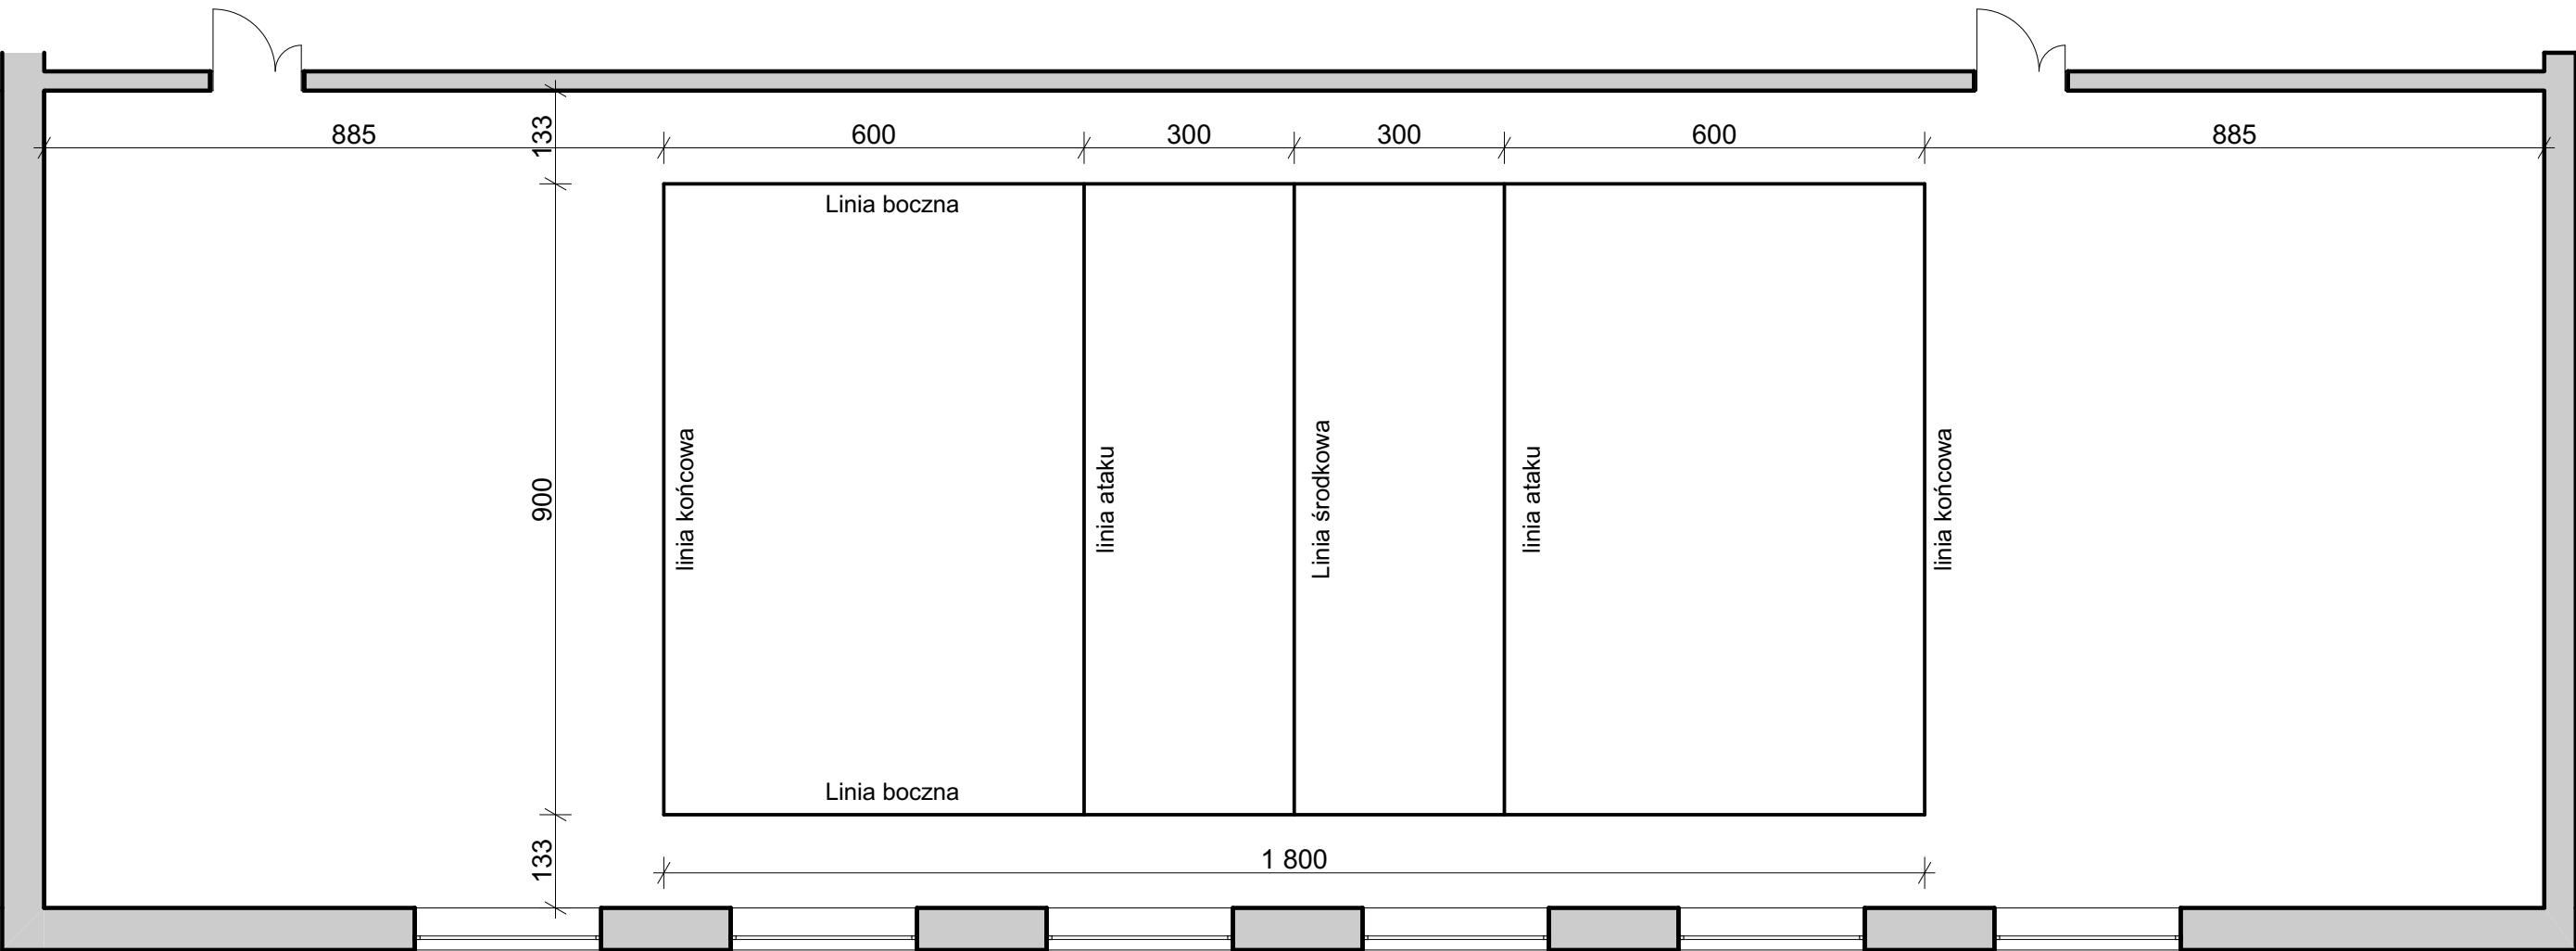 885
133
600
300
300
600
885
Linia boczna
900
linia końcowa
linia ataku
Linia środkowa
linia ataku
linia końcowa
Linia boczna
133
1 800